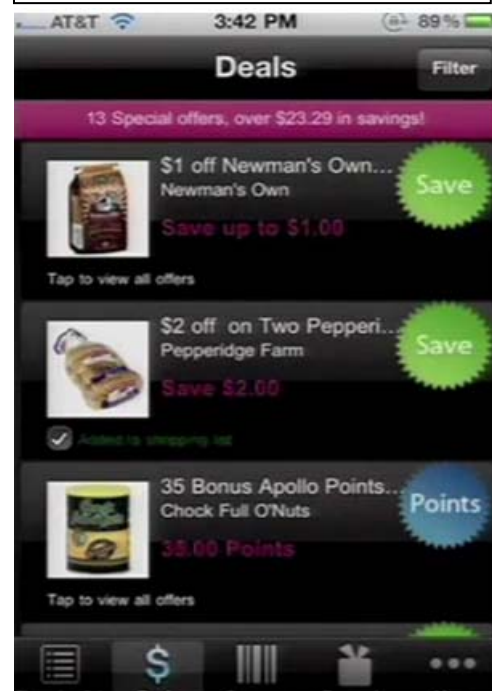 AT&T 3:42 PM 89%
Deals Filter
13 Special offers, over $23.29 in savings!
$1 off Newman's Own...
Newman's Own
Save
Save up to $1.00
Tap to view all offers
$2 off on Two Pepperi...
Pepperidge Farm
Save
Save $2.00
Added to shopping list
35 Bonus Apollo Points...
Chock Full O'Nuts
Points
35.00 Points
Tap to view all offers
$